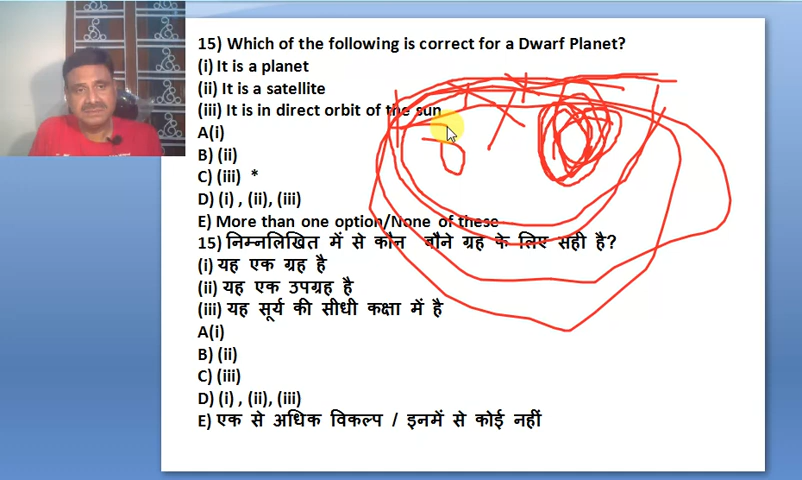 15) Which of the following is correct for a Dwarf Planet?
(i) It is a planet
(ii) It is a satellite
(iii) It is in direct orbit of the sun
A(i)
B) (ii)
C) (iii) *
D) (i) , (ii), (iii)
E) More than one option/None of these
15) निम्नलिखित में से कौन बौने ग्रह के लिए सही है?
(i) यह एक ग्रह है
(ii) यह एक उपग्रह है
(iii) यह सूर्य की सीधी कक्षा में है
A(i)
B) (ii)
C) (iii)
D) (i) , (ii), (iii)
E) एक से अधिक विकल्प / इनमें से कोई नहीं